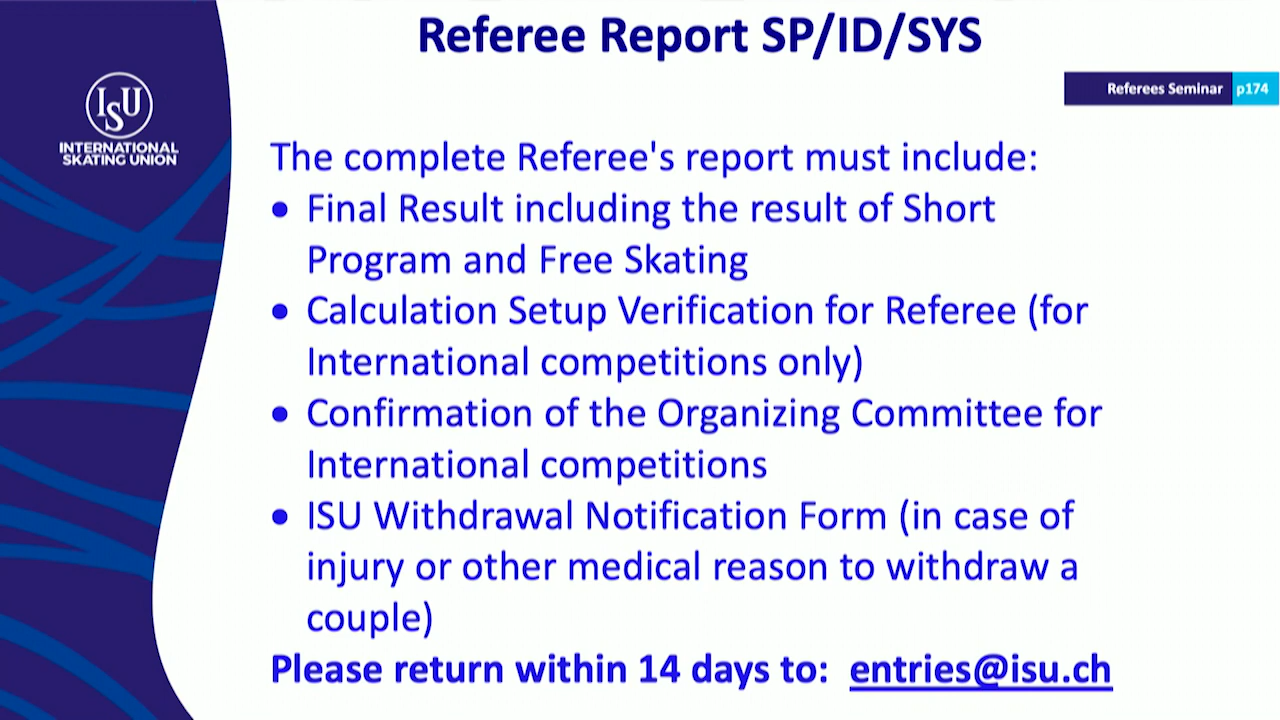 Referee Report SP/ID/SYS
Referees Seminar p174
ISU
INTERNATIONAL
SKATING UNION
The complete Referee's report must include:
• Final Result including the result of Short
Program and Free Skating
• Calculation Setup Verification for Referee (for
International competitions only)
• Confirmation of the Organizing Committee for
International competitions
• ISU Withdrawal Notification Form (in case of
injury or other medical reason to withdraw a
couple)
Please return within 14 days to: entries@isu.ch